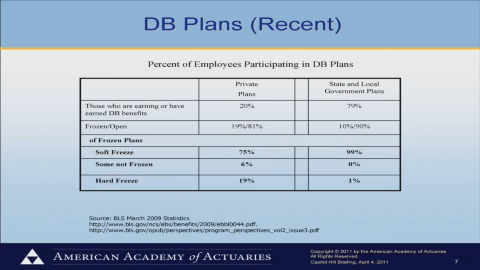 DB Plans (Recent)
Percent of Employees Participating in DB Plans
Private Plans
State and Local Government Plans
Those who are earning or have earned DB benefits
20%
79%
Frozen/Open
19%/81%
10%/90%
of Frozen Plans
Soft Freeze
75%
99%
Some not Frozen
6%
0%
Hard Freeze
19%
1%
Source: BLS March 2009 Statistics
http://www.bls.gov/ncs/ebs/benefits/2009/ebbl0044.pdf.
http://www.bls.gov/opub/perspectives/program_perspectives_vol2_issue3.pdf
AMERICAN ACADEMY of ACTUARIES
Copyright © 2011 by the American Academy of Actuaries
All Rights Reserved.
Capitol Hill Briefing, April 4, 2011
7